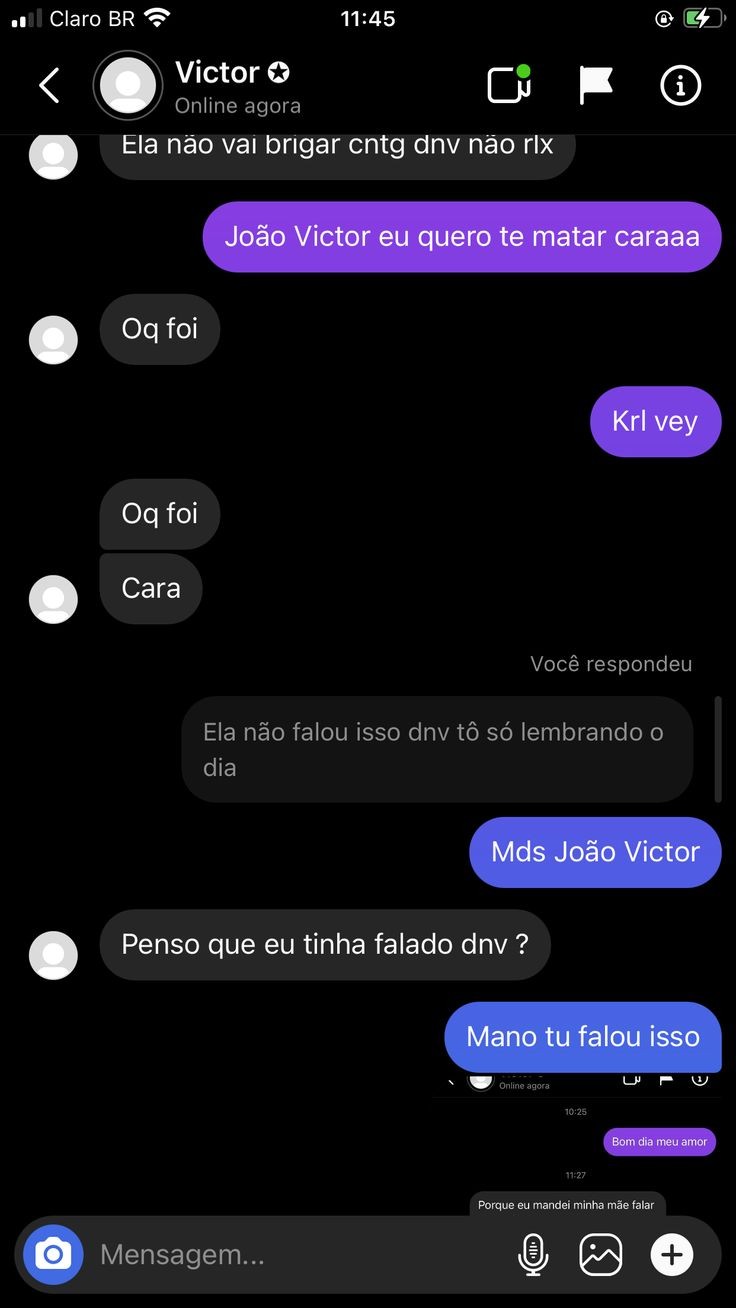 Claro BR
11:45
Victor
Online agora
Ela não vai brigar cntg dnv não rlx
João Victor eu quero te matar caraaa
Oq foi
Krl vey
Oq foi
Cara
Você respondeu
Ela não falou isso dnv tô só lembrando o
dia
Mds João Victor
Penso que eu tinha falado dnv ?
Mano tu falou isso
Online agora
10:25
Bom dia meu amor
11:27
Porque eu mandei minha mãe falar
Mensagem...